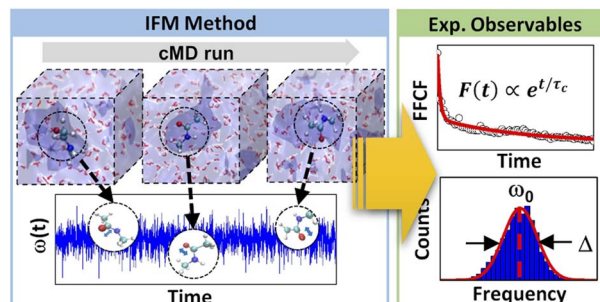 IFM Method
cMD run
ω(t)
Time
Exp. Observables
FFCF
F(t) ∝ e^{t/τ_c}
Time
Counts
ω₀
Δ
Frequency